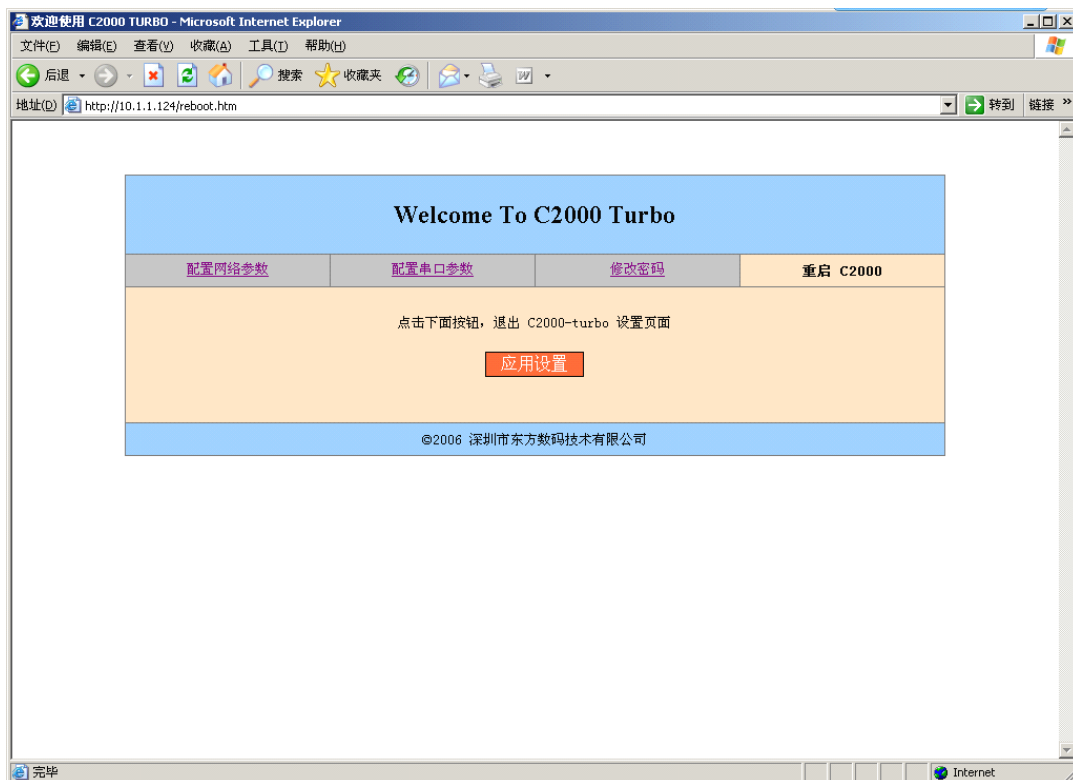 欢迎使用 C2000 TURBO - Microsoft Internet Explorer
文件(F) 编辑(E) 查看(V) 收藏(A) 工具(T) 帮助(H)
后退 搜索 收藏夹
地址(D) http://10.1.1.124/reboot.htm 转到 链接 »
Welcome To C2000 Turbo
配置网络参数 配置串口参数 修改密码 重启 C2000
点击下面按钮，退出 C2000-turbo 设置页面
应用设置
©2006 深圳市东方数码技术有限公司
完毕 Internet